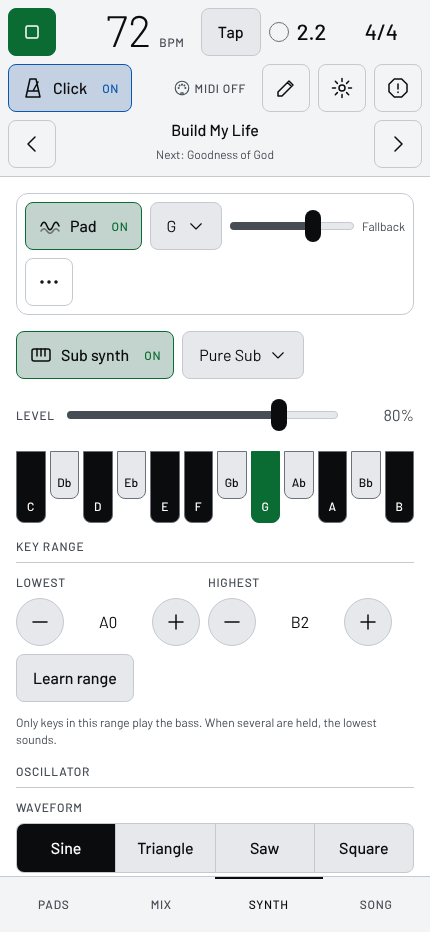 72 BPM Tap 2.2 4/4
Click ON MIDI OFF
Build My Life
Next: Goodness of God
Pad ON G Fallback
Sub synth ON Pure Sub
LEVEL 80%
Db Eb Gb Ab Bb
C D E F G A B
KEY RANGE
LOWEST HIGHEST
A0 B2
Learn range
Only keys in this range play the bass. When several are held, the lowest
sounds.
OSCILLATOR
WAVEFORM
Sine Triangle Saw Square
PADS MIX SYNTH SONG